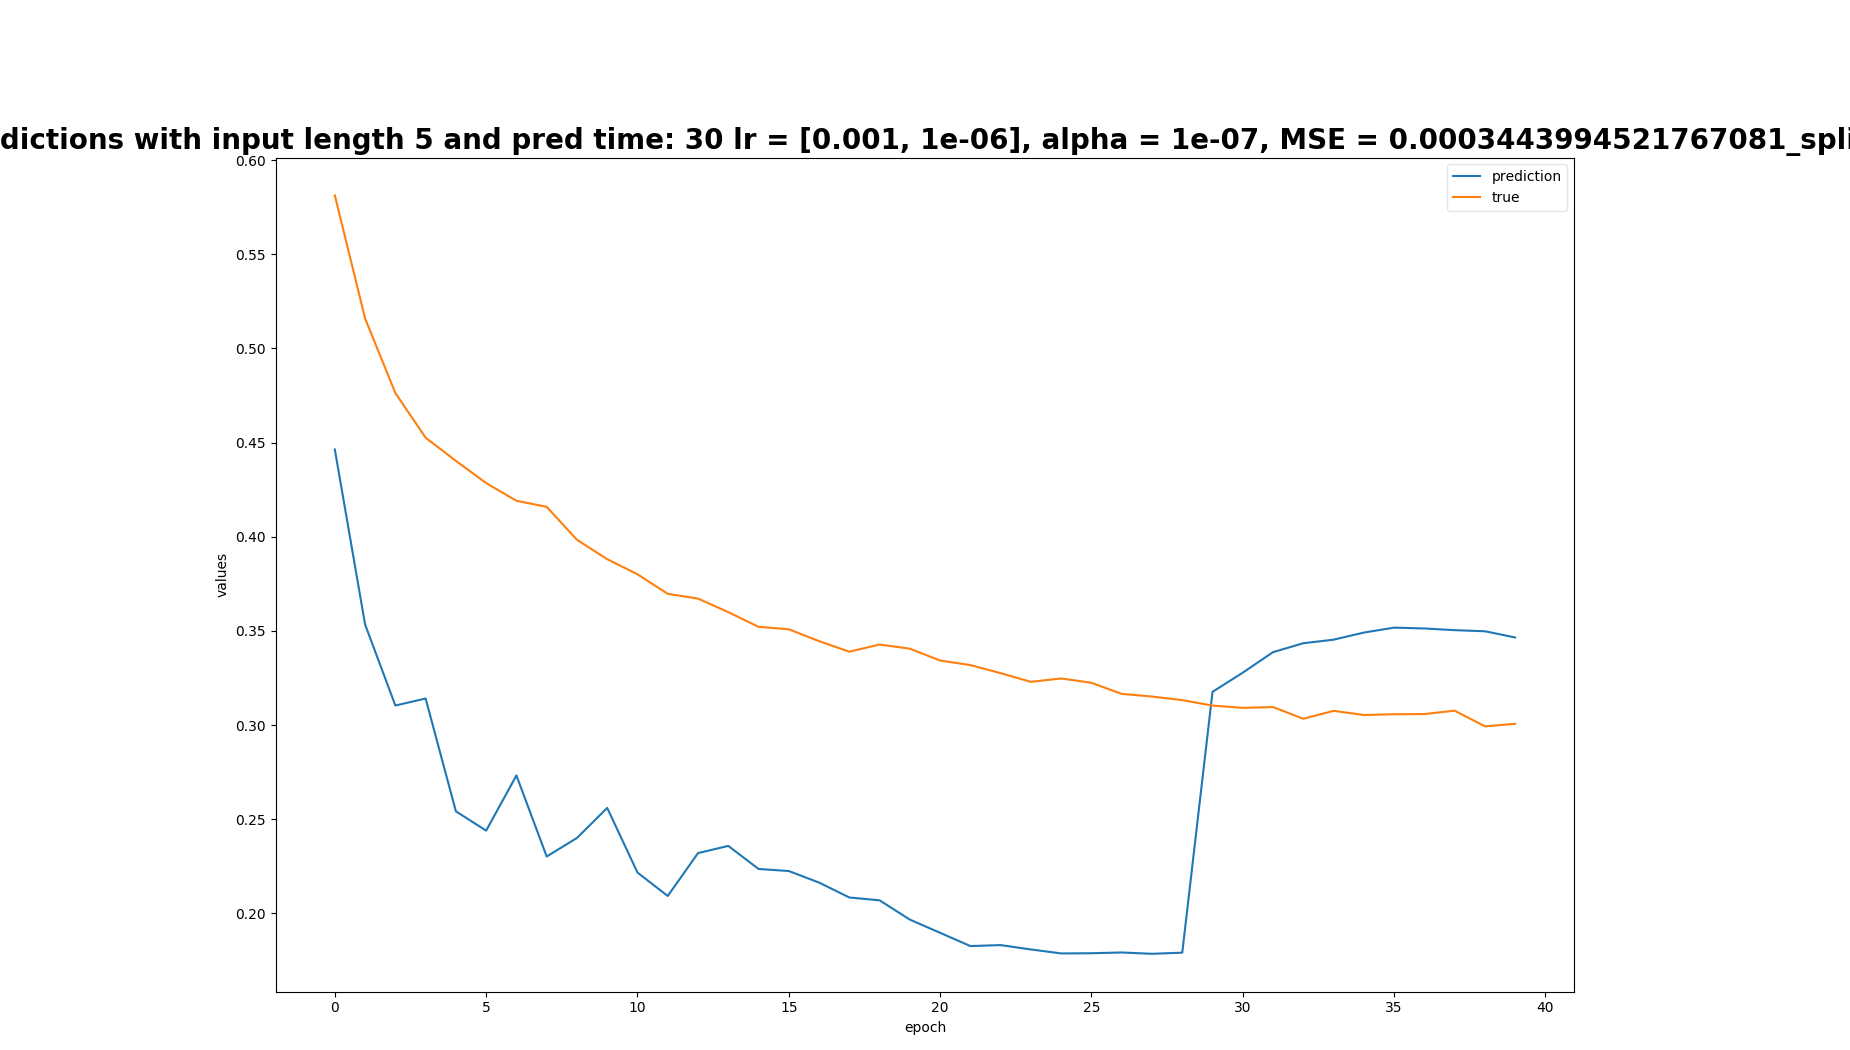 dictions with input length 5 and pred time: 30 lr = [0.001, 1e-06], alpha = 1e-07, MSE = 0.0003443994521767081_spli
0.60
prediction
true
0.55
0.50
0.45
0.40
values
0.35
0.30
0.25
0.20
0 5 10 15 20 25 30 35 40
epoch